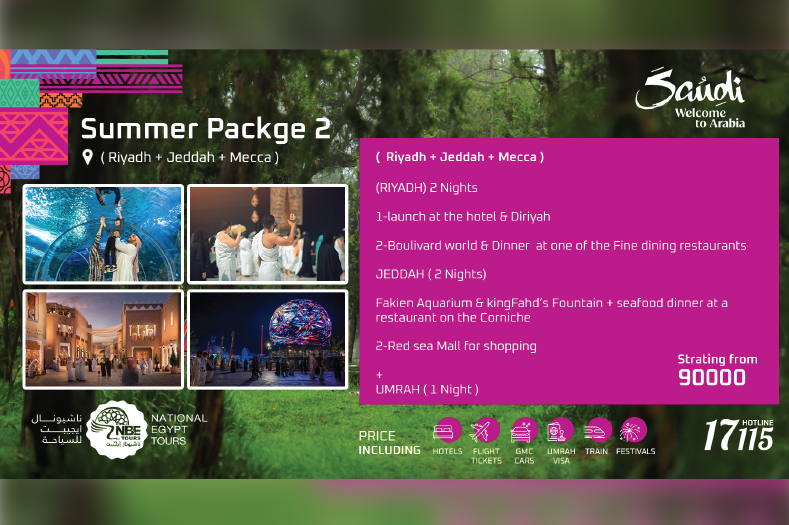 Saudi
Welcome
to Arabia
Summer Packge 2
( Riyadh + Jeddah + Mecca )
( Riyadh + Jeddah + Mecca )
(RIYADH) 2 Nights
1-launch at the hotel & Diriyah
2-Boulivard world & Dinner at one of the Fine dining restaurants
JEDDAH ( 2 Nights)
Fakien Aquarium & kingFahd's Fountain + seafood dinner at a
restaurant on the Corniche
2-Red sea Mall for shopping
+
UMRAH ( 1 Night )
Strating from
90000
ناشيونال
ايجيبت
للسياحة
NBE
TOURS
NATIONAL
EGYPT
TOURS
PRICE
INCLUDING
HOTELS
FLIGHT
TICKETS
GMC
CARS
UMRAH
VISA
TRAIN
FESTIVALS
HOTLINE
17115